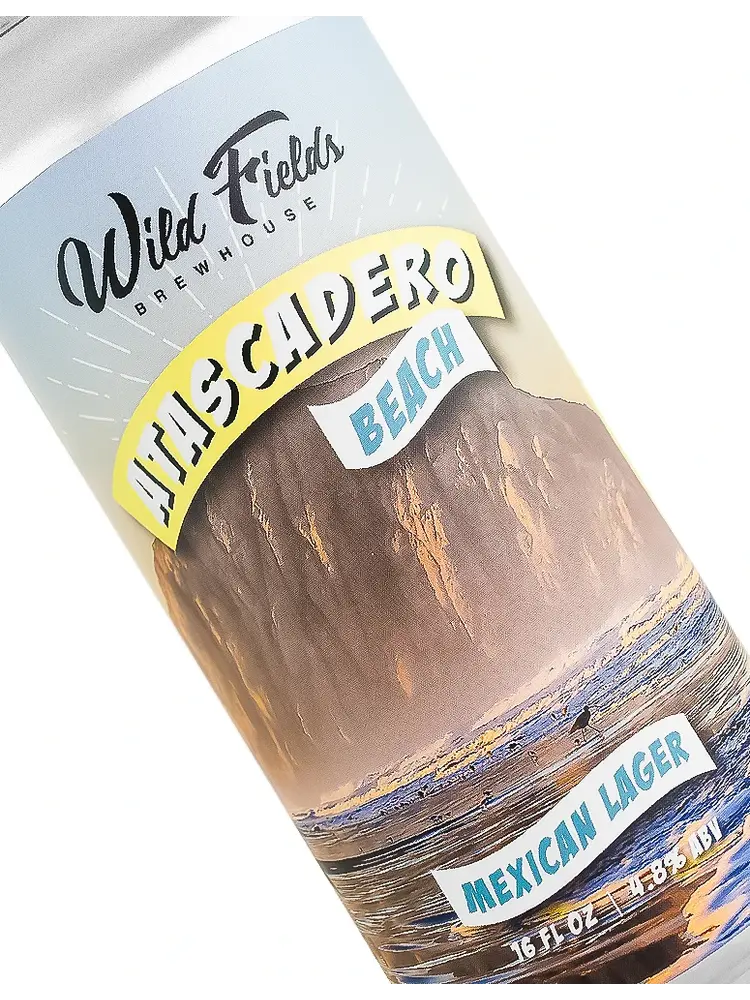 Wild Fields
BREWHOUSE
ATASCADERO
BEACH
MEXICAN LAGER
16 FL OZ | 4.8% ABV